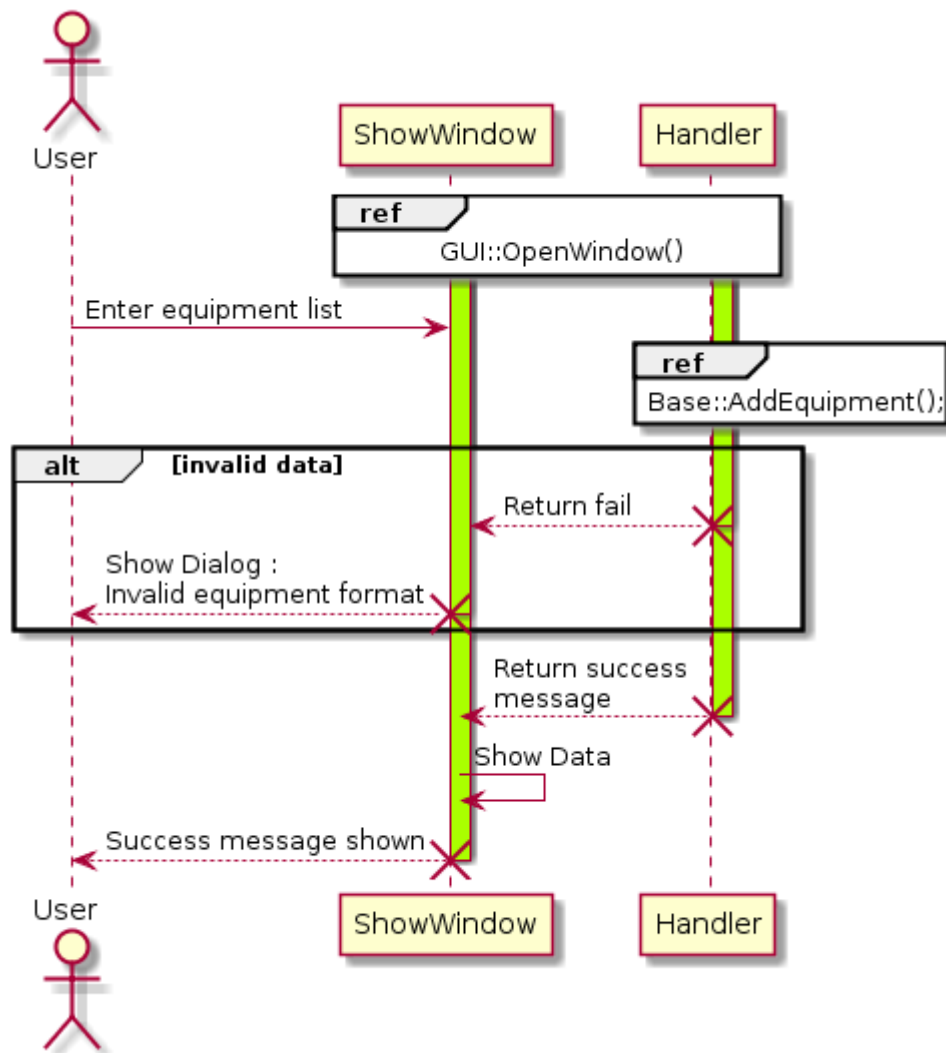 User
ShowWindow
Handler
ref
GUI::OpenWindow()
Enter equipment list
ref
Base::AddEquipment();
alt
[invalid data]
Return fail
Show Dialog :
Invalid equipment format
Return success
message
Show Data
Success message shown
User
ShowWindow
Handler